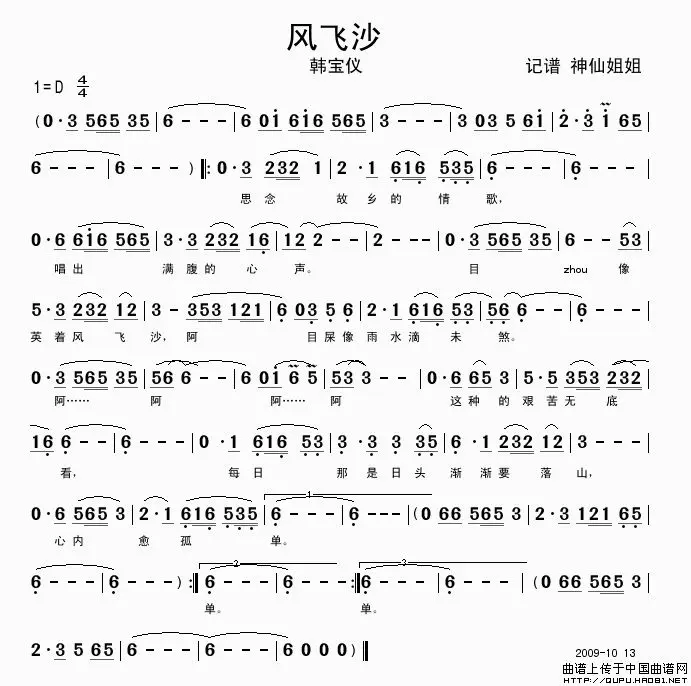 风飞沙
韩宝仪 记谱 神仙姐姐
1=D 4/4
(0·3 565 35 | 6 - - - | 6 01 616 565 | 3 - - - | 3 03 5 61 | 2·3 1 65 |
6 - - - | 6 - - - ) ‖: 0·3 232 1 | 2·1 616 535 | 6 - - - | 6 - - - |
思念 故乡的 情 歌,
0·6 616 565 | 3·3 232 16 | 12 2 - - | 2 - - - | 0·3 565 35 | 6 - - 53 |
唱出 满腹的 心 声。 目 zhou 像
5·3 232 12 | 3 - 353 121 | 6 03 5 6 | 2·1 616 53 | 56 6 - - | 6 - - - |
英着风 飞 沙,阿 目屎像雨水滴 未 煞。
0·3 565 35 | 56 6 - - | 6 01 6 5 | 53 3 - - | 0·6 65 3 | 5·5 353 232 |
阿…… 阿 阿…… 阿 这种的艰苦无 底
16 6 - - | 6 - - - | 0·1 616 53 | 3·3 3 35 | 6·1 232 12 | 3 - - - |
看, 每日 那是日头 渐渐要 落 山,
0·6 565 3 | 2·1 616 535 | 1 6 - - - | 6 - - - | (0 66 565 3 | 2·3 121 65 |
心内 愈孤 单。
6 - - - | 6 - - - ) :‖ 2 6 - - - | 6 - - - :‖ 3 6 - - - | 6 - - - | (0 66 565 3 |
单。 单。
2·3 5 65 | 6 - - - | 6 - - - | 6 0 0 0 )‖
2009-10 13
曲谱上传于中国曲谱网
HTTP://QUPU.HAO81.NET